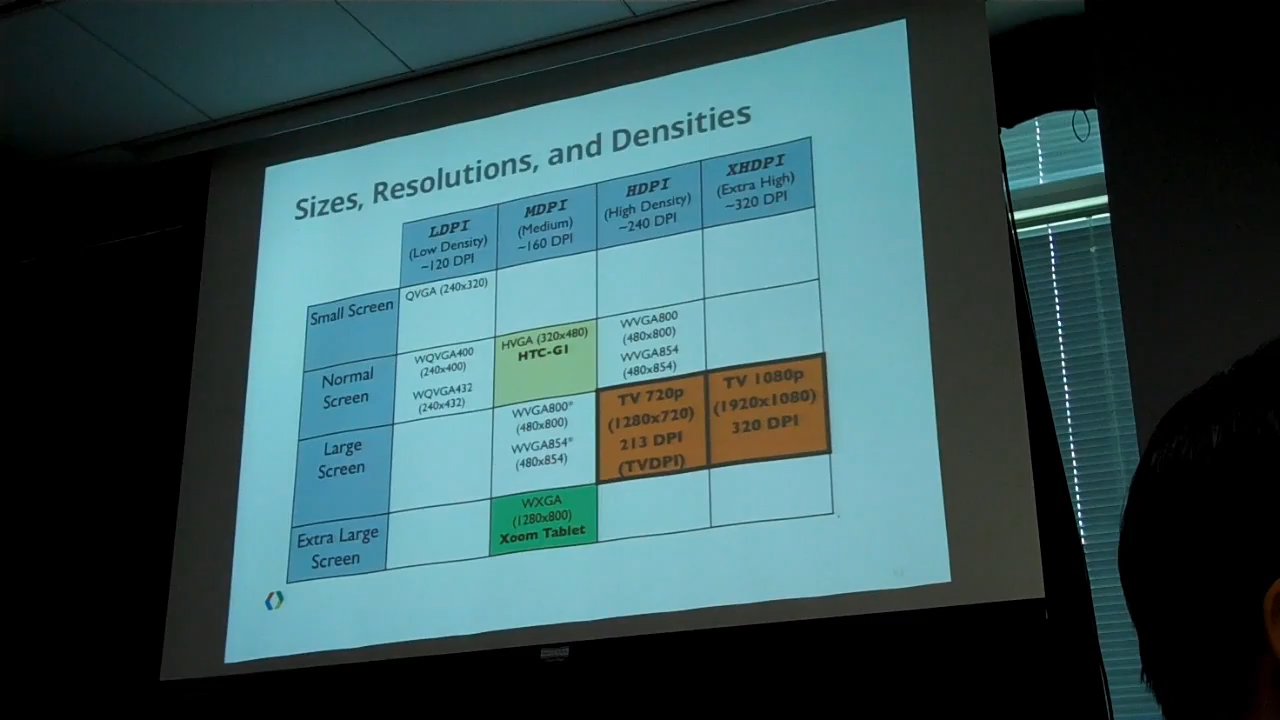 Sizes, Resolutions, and Densities
LDPI
(Low Density)
~120 DPI
MDPI
(Medium)
~160 DPI
HDPI
(High Density)
~240 DPI
XHDPI
(Extra High)
~320 DPI
Small Screen
QVGA (240x320)
Normal
Screen
WQVGA400
(240x400)
WQVGA432
(240x432)
HVGA (320x480)
HTC-G1
WVGA800
(480x800)
WVGA854
(480x854)
Large
Screen
WVGA800*
(480x800)
WVGA854*
(480x854)
TV 720p
(1280x720)
213 DPI
(TVDPI)
TV 1080p
(1920x1080)
320 DPI
Extra Large
Screen
WXGA
(1280x800)
Xoom Tablet